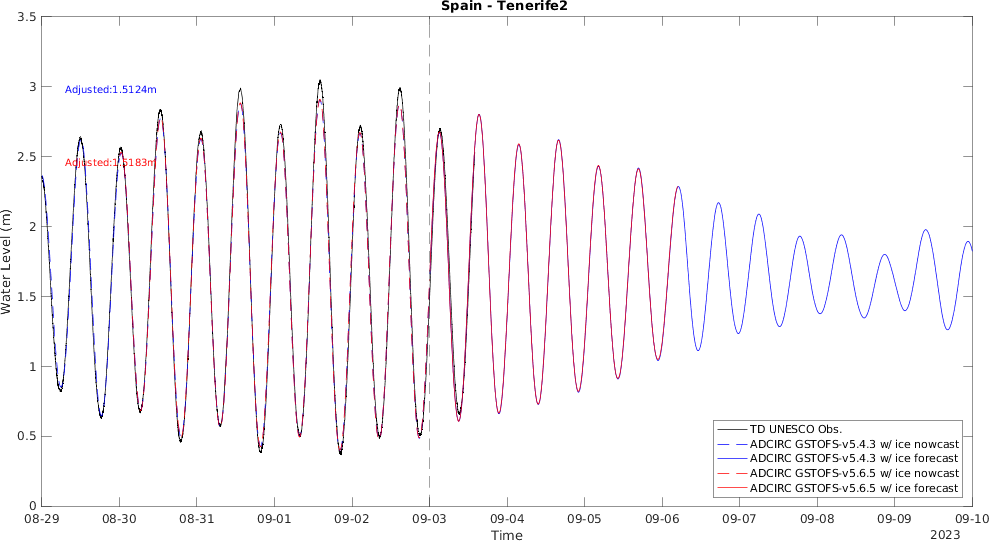 Spain - Tenerife2
3.5
3
2.5
2
1.5
1
0.5
0
Water Level (m)
Adjusted:1.5124m
Adjusted:1.5183m
TD UNESCO Obs.
ADCIRC GSTOFS-v5.4.3 w/ ice nowcast
ADCIRC GSTOFS-v5.4.3 w/ ice forecast
ADCIRC GSTOFS-v5.6.5 w/ ice nowcast
ADCIRC GSTOFS-v5.6.5 w/ ice forecast
08-29 08-30 08-31 09-01 09-02 09-03 09-04 09-05 09-06 09-07 09-08 09-09 09-10
Time
2023